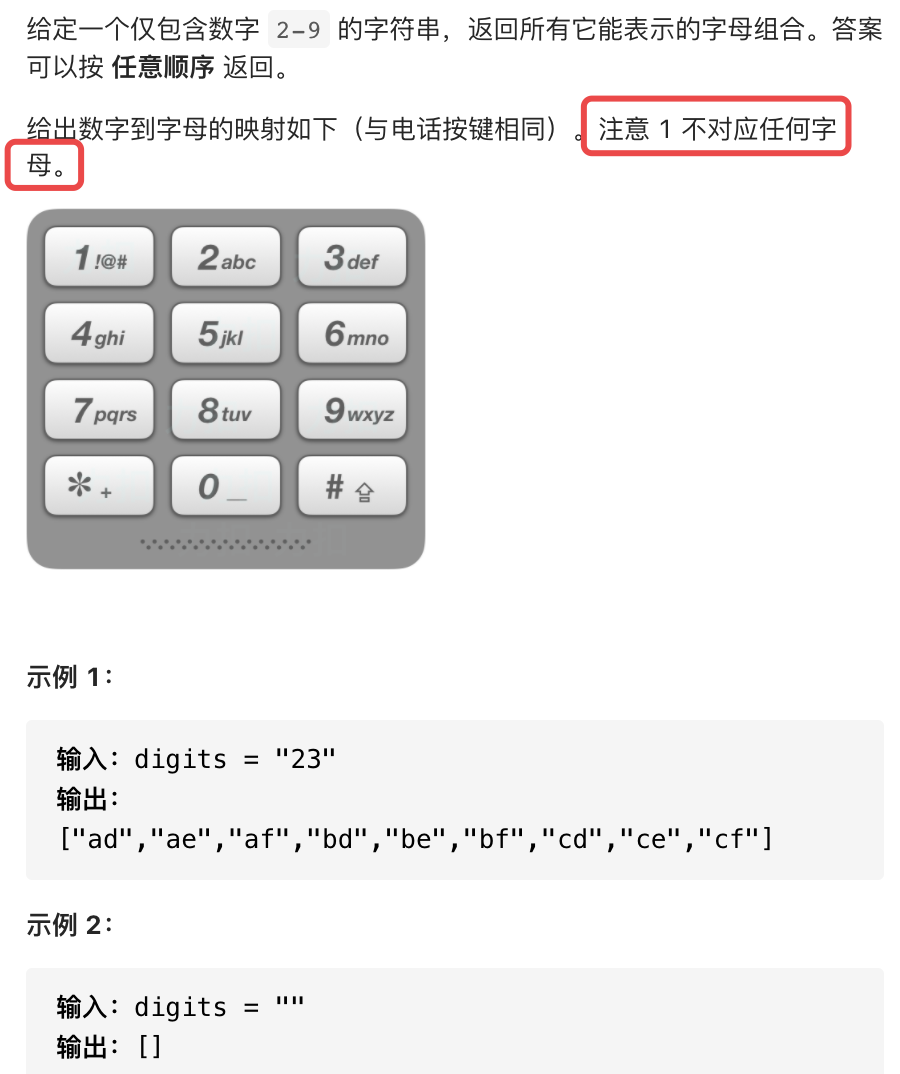 给定一个仅包含数字 2-9 的字符串，返回所有它能表示的字母组合。答案
可以按 任意顺序 返回。
给出数字到字母的映射如下（与电话按键相同）。注意 1 不对应任何字
母。
1 !@# 2 abc 3 def
4 ghi 5 jkl 6 mno
7 pqrs 8 tuv 9 wxyz
* + 0 _ # ⇧
示例 1：
输入：digits = "23"
输出：
["ad","ae","af","bd","be","bf","cd","ce","cf"]
示例 2：
输入：digits = ""
输出：[]